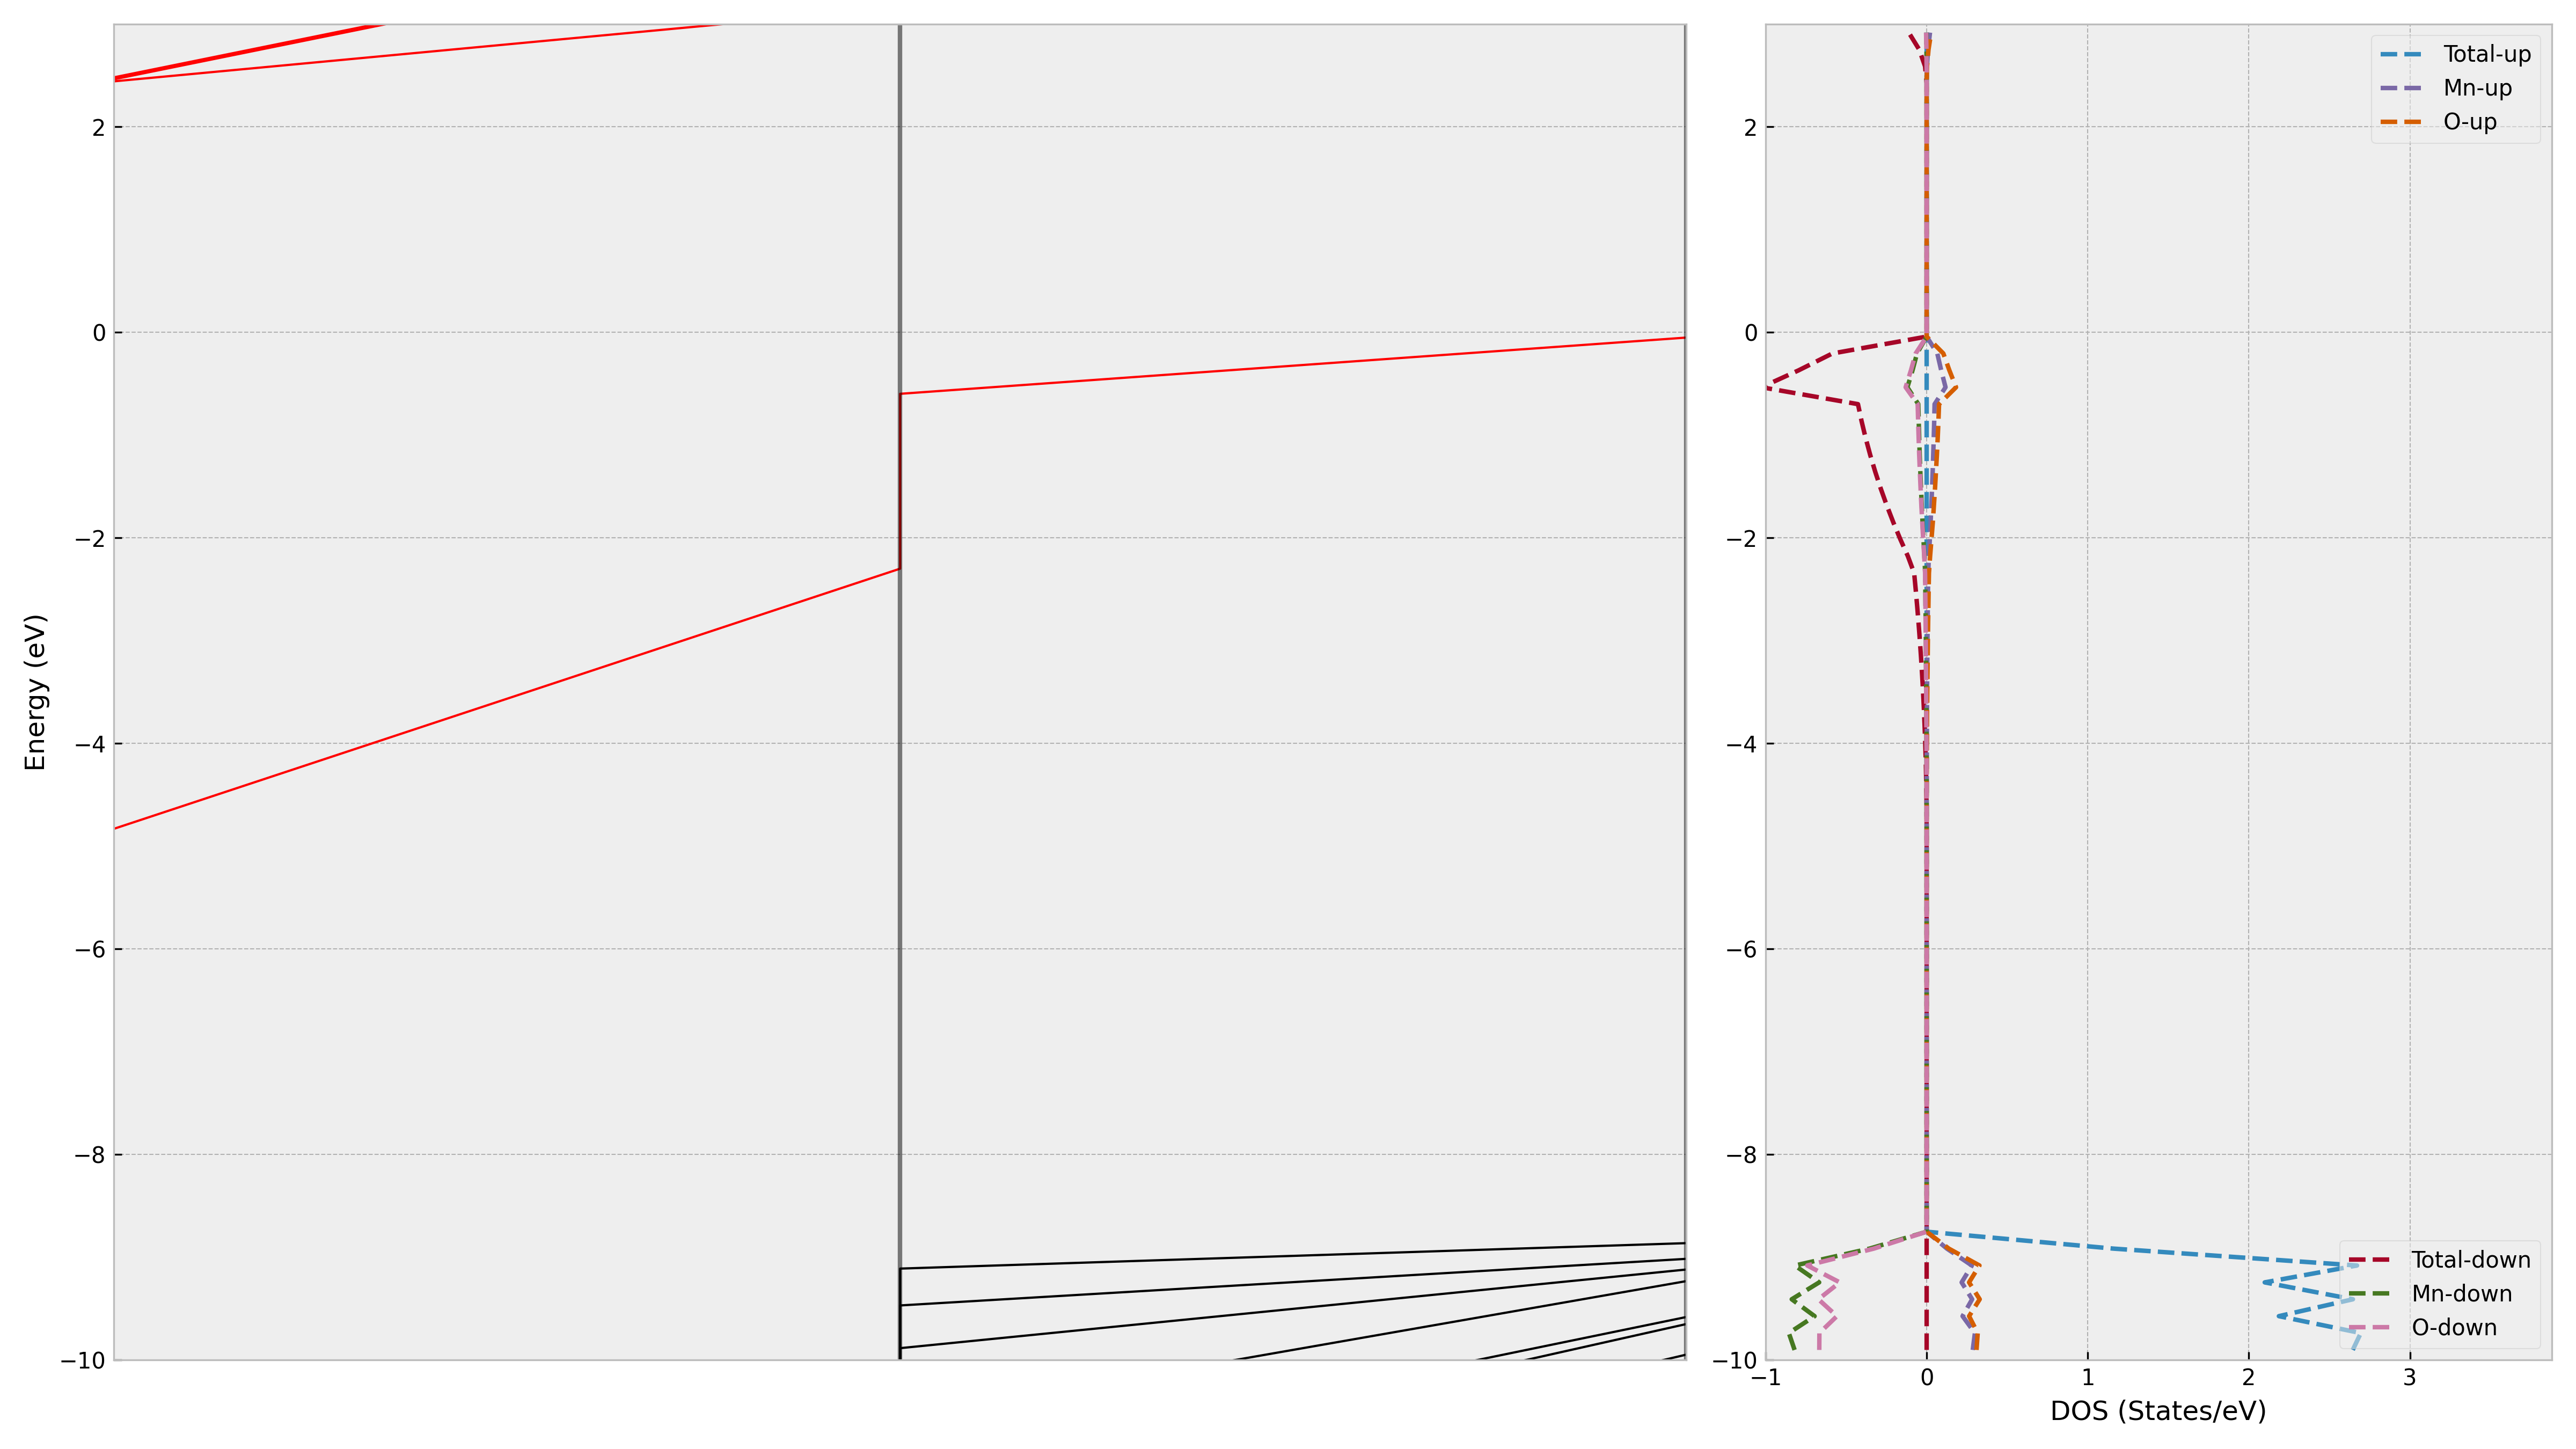 2
0
−2
−4
−6
−8
−10
Energy (eV)
2
0
−2
−4
−6
−8
−10
−1
0
1
2
3
DOS (States/eV)
Total-up
Mn-up
O-up
Total-down
Mn-down
O-down